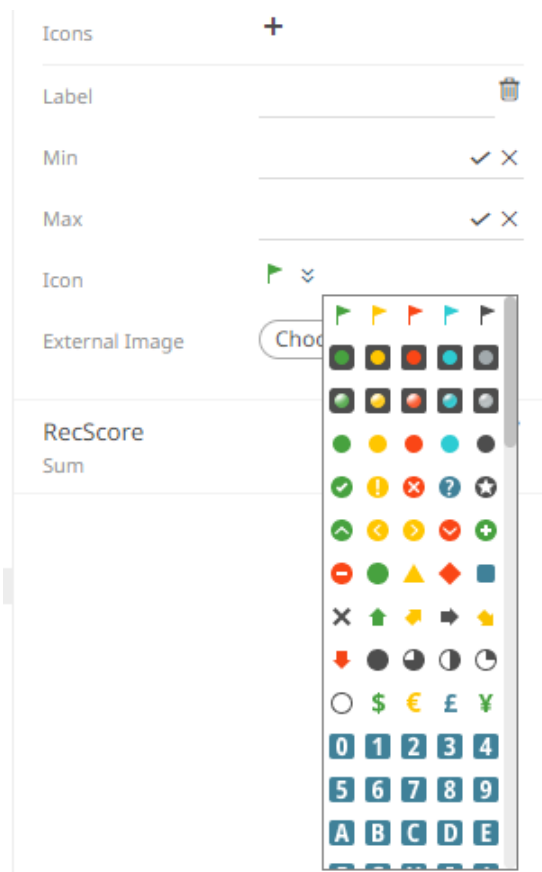 Icons +
Label
Min
Max
Icon
External Image Choo
RecScore
Sum
$ € £ ¥
0 1 2 3 4
5 6 7 8 9
A B C D E